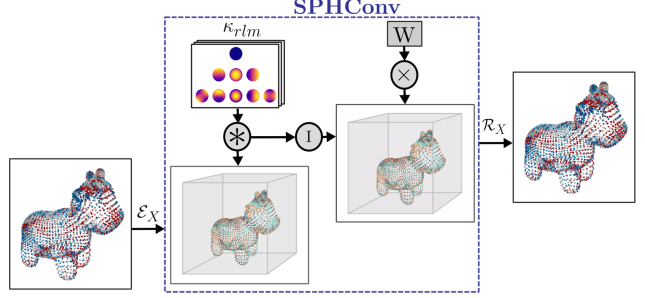 SPHConv
κ_{rlm}
W
×
*
I
ℛ_X
ℰ_X